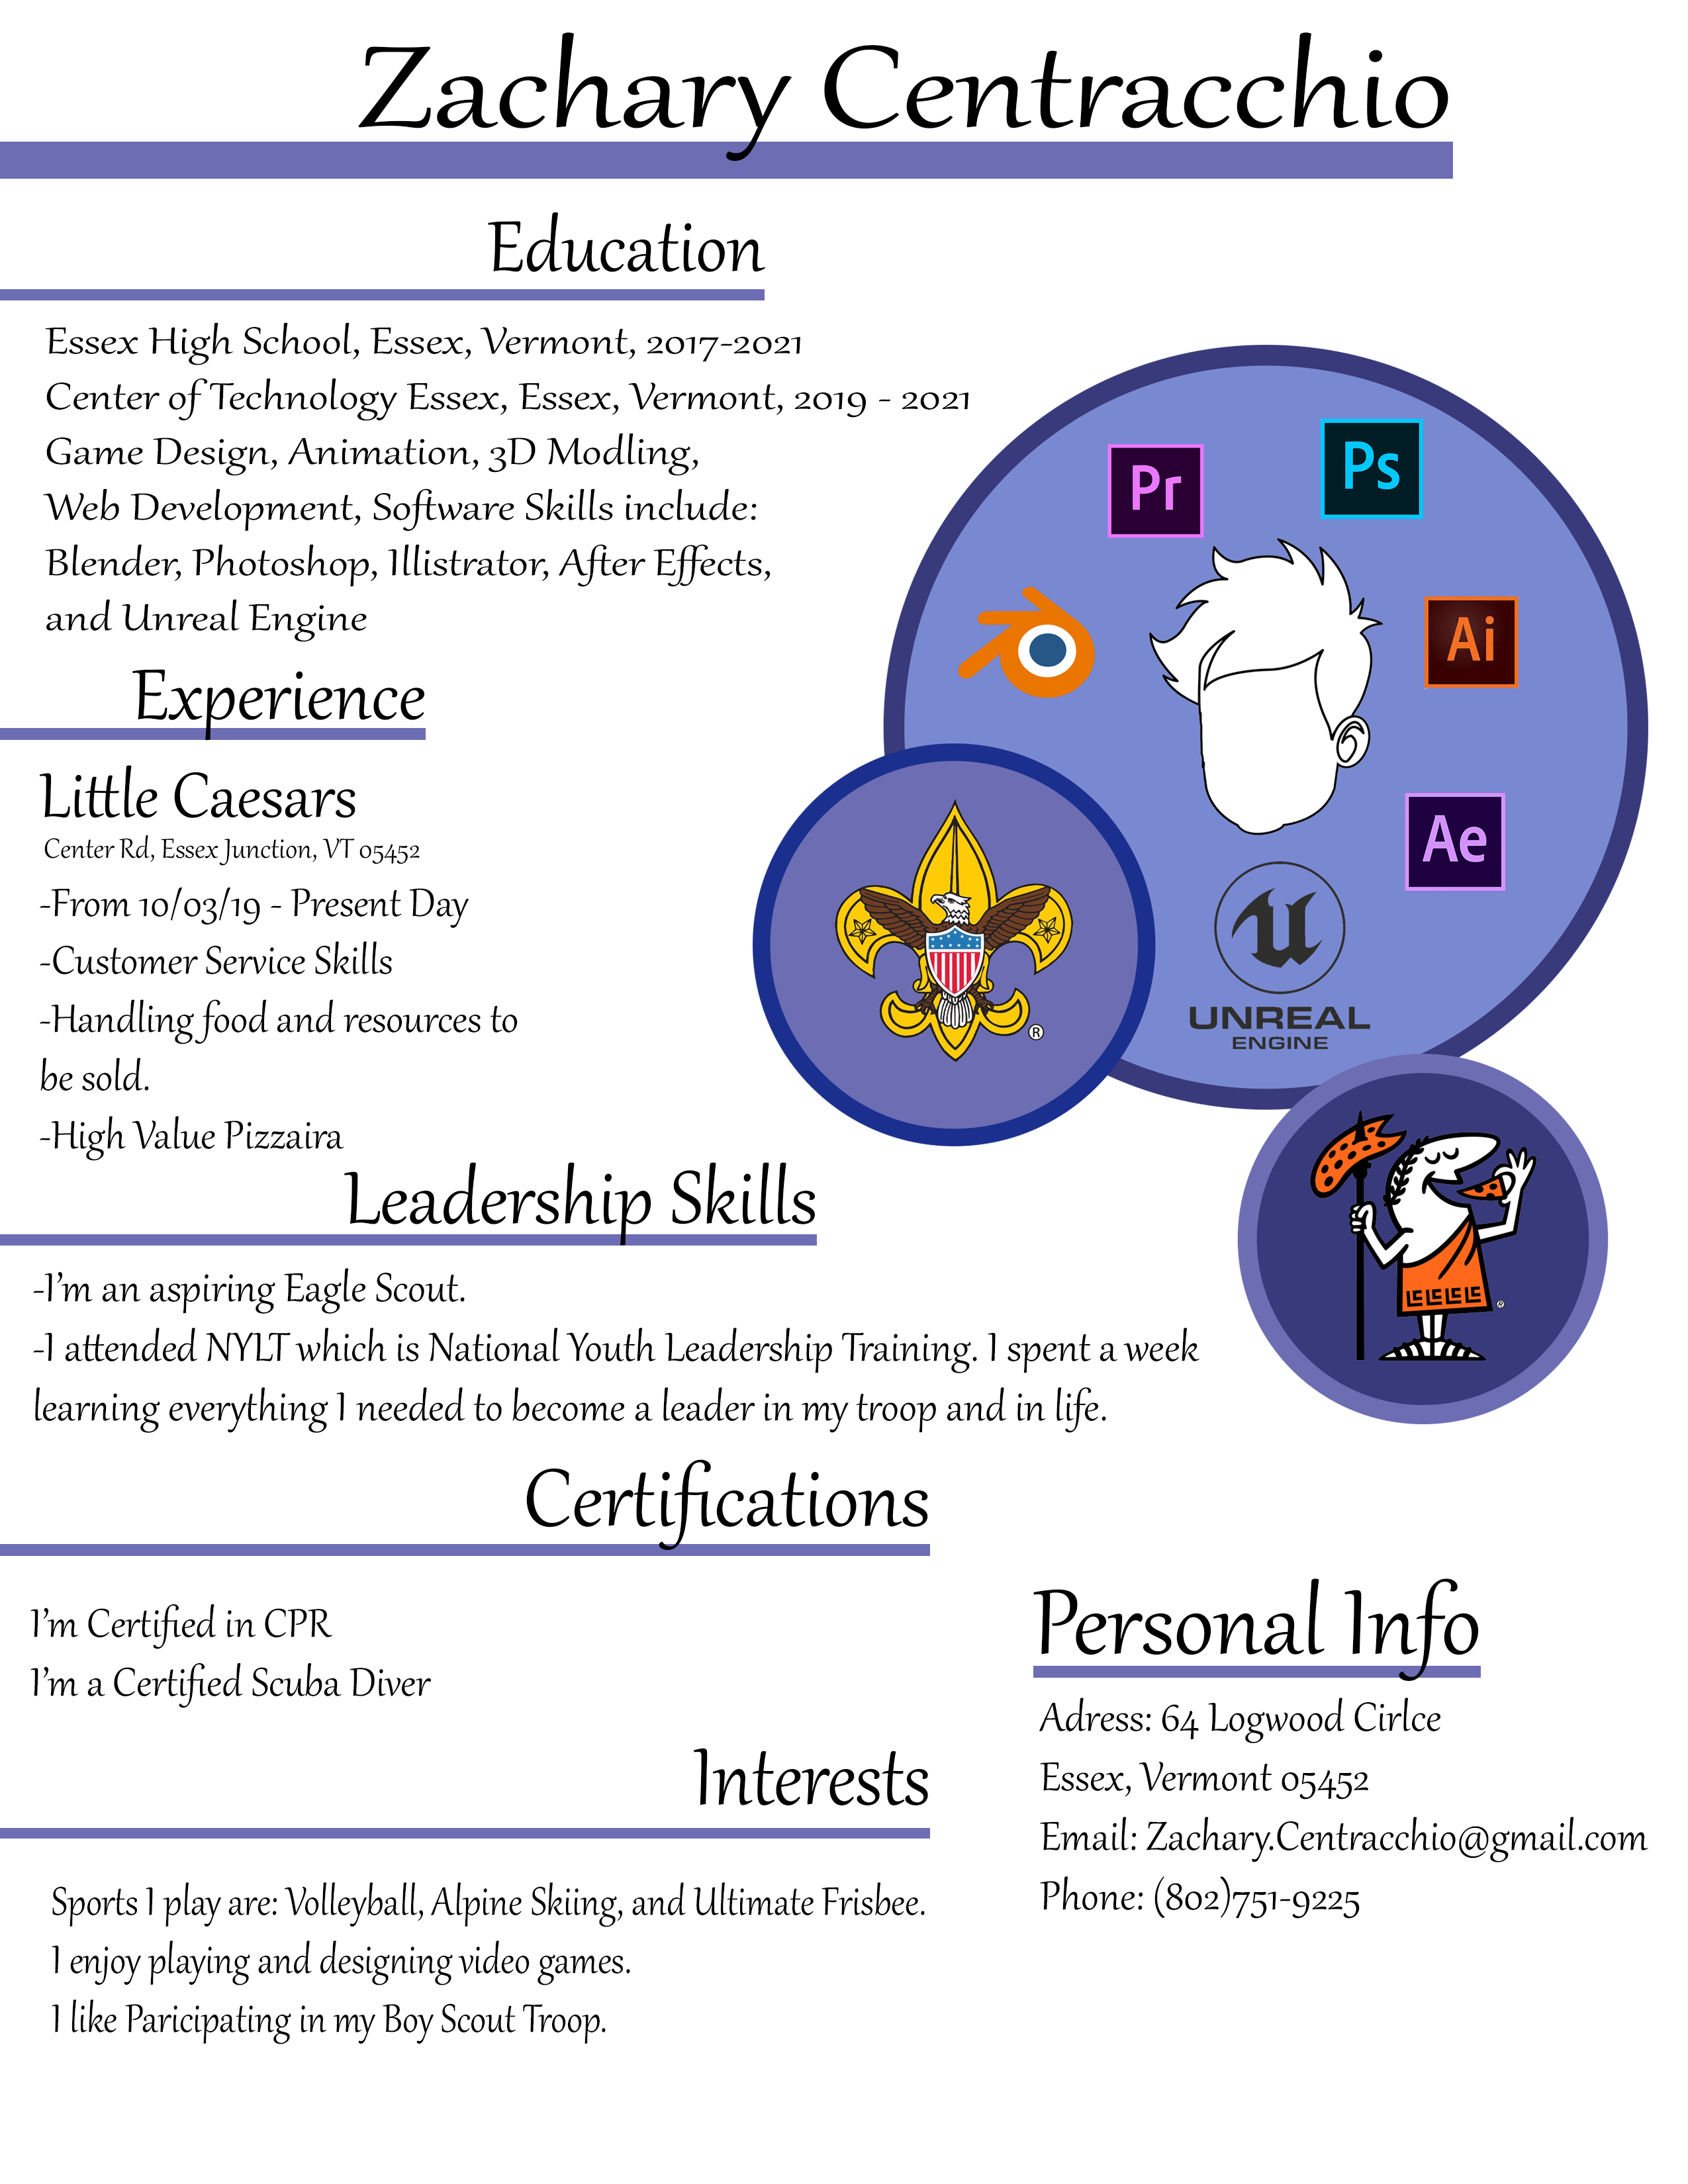 Zachary Centracchio
Education
Essex High School, Essex, Vermont, 2017-2021
Center of Technology Essex, Essex, Vermont, 2019 - 2021
Game Design, Animation, 3D Modling,
Web Development, Software Skills include:
Blender, Photoshop, Illistrator, After Effects,
and Unreal Engine
Pr
Ps
Ai
Ae
UNREAL
ENGINE
®
Experience
Little Caesars
Center Rd, Essex Junction, VT 05452
-From 10/03/19 - Present Day
-Customer Service Skills
-Handling food and resources to
be sold.
-High Value Pizzaira
LCLCLCLC
®
Leadership Skills
-I'm an aspiring Eagle Scout.
-I attended NYLT which is National Youth Leadership Training. I spent a week
learning everything I needed to become a leader in my troop and in life.
Certifications
I'm Certified in CPR
I'm a Certified Scuba Diver
Interests
Sports I play are: Volleyball, Alpine Skiing, and Ultimate Frisbee.
I enjoy playing and designing video games.
I like Paricipating in my Boy Scout Troop.
Personal Info
Adress: 64 Logwood Cirlce
Essex, Vermont 05452
Email: Zachary.Centracchio@gmail.com
Phone: (802)751-9225